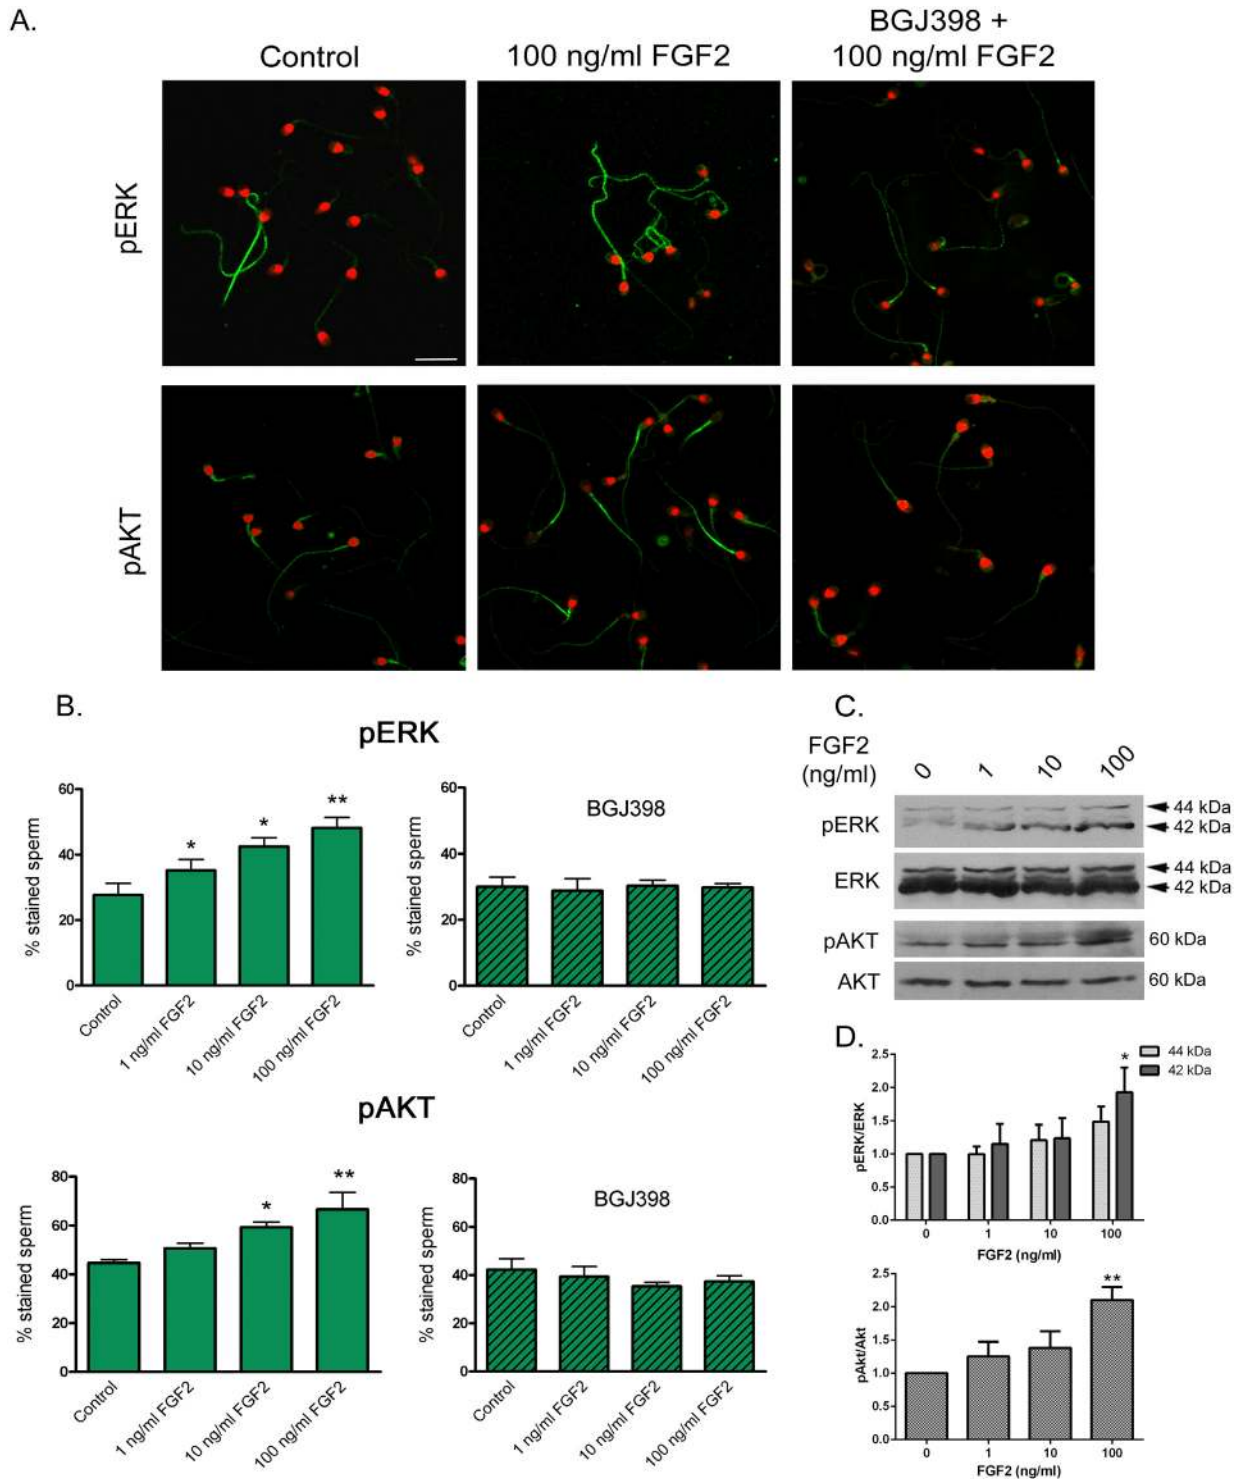 A.
Control
100 ng/ml FGF2
BGJ398 +
100 ng/ml FGF2
pERK
pAKT
B.
pERK
% stained sperm
60
40
20
0
*
*
**
Control
1 ng/ml FGF2
10 ng/ml FGF2
100 ng/ml FGF2
BGJ398
% stained sperm
60
40
20
0
Control
1 ng/ml FGF2
10 ng/ml FGF2
100 ng/ml FGF2
pAKT
% stained sperm
80
60
40
20
0
*
**
Control
1 ng/ml FGF2
10 ng/ml FGF2
100 ng/ml FGF2
BGJ398
% stained sperm
80
60
40
20
0
Control
1 ng/ml FGF2
10 ng/ml FGF2
100 ng/ml FGF2
C.
FGF2
(ng/ml)
0 1 10 100
pERK
44 kDa
42 kDa
ERK
44 kDa
42 kDa
pAKT
60 kDa
AKT
60 kDa
D.
pERK/ERK
2.5
2.0
1.5
1.0
0.5
0.0
*
44 kDa
42 kDa
0 1 10 100
FGF2 (ng/ml)
pAkt/Akt
2.5
2.0
1.5
1.0
0.5
0.0
**
0 1 10 100
FGF2 (ng/ml)